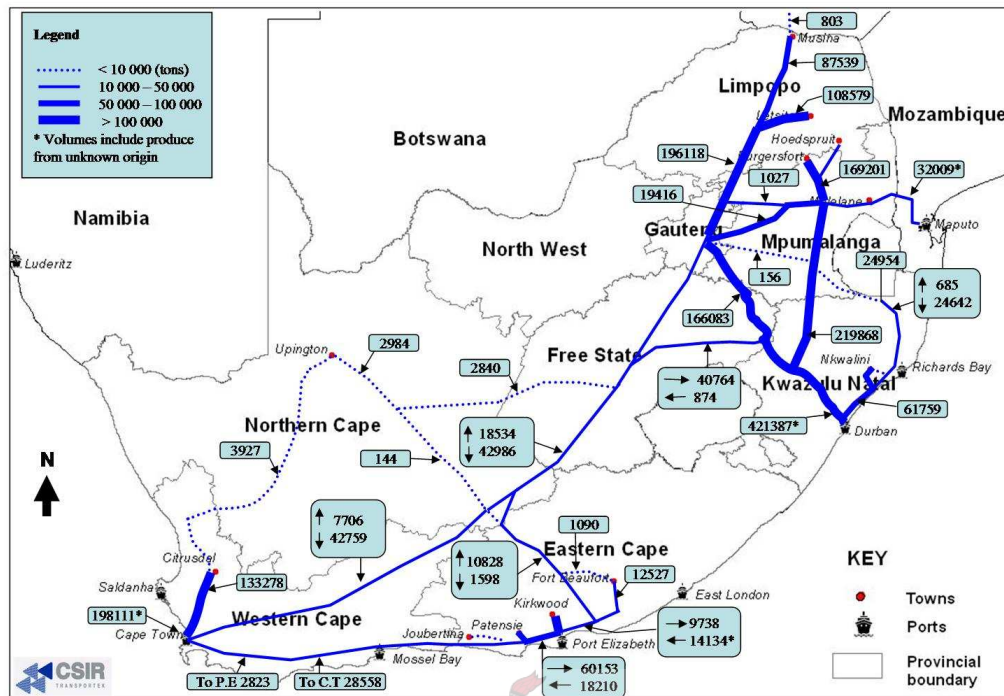 Legend
< 10 000 (tons)
10 000 – 50 000
50 000 – 100 000
> 100 000
* Volumes include produce
from unknown origin
803
Musina
87539
Limpopo
108579
Mozambique
Hoedspruit
Botswana
196118
1027
169201
32009*
Namibia
19416
Maputo
Gauteng
North West
Mpumalanga
Luderitz
156
24954
685
24642
166083
Upington
2984
219868
Free State
2840
Nkwalini
Richards Bay
40764
874
Kwazulu Natal
61759
421387*
Durban
Northern Cape
3927
144
18534
42986
N
7706
42759
1090
Eastern Cape
10828
1598
Citrusdal
Fort Beaufort
12527
KEY
Saldanha
133278
Kirkwood
East London
Towns
198111*
Western Cape
Patensie
9738
14134*
Ports
Cape Town
Joubertina
Port Elizabeth
Mossel Bay
Provincial
boundary
CSIR
TRANSPORTEK
To P.E 2823
To C.T 28558
60153
18210